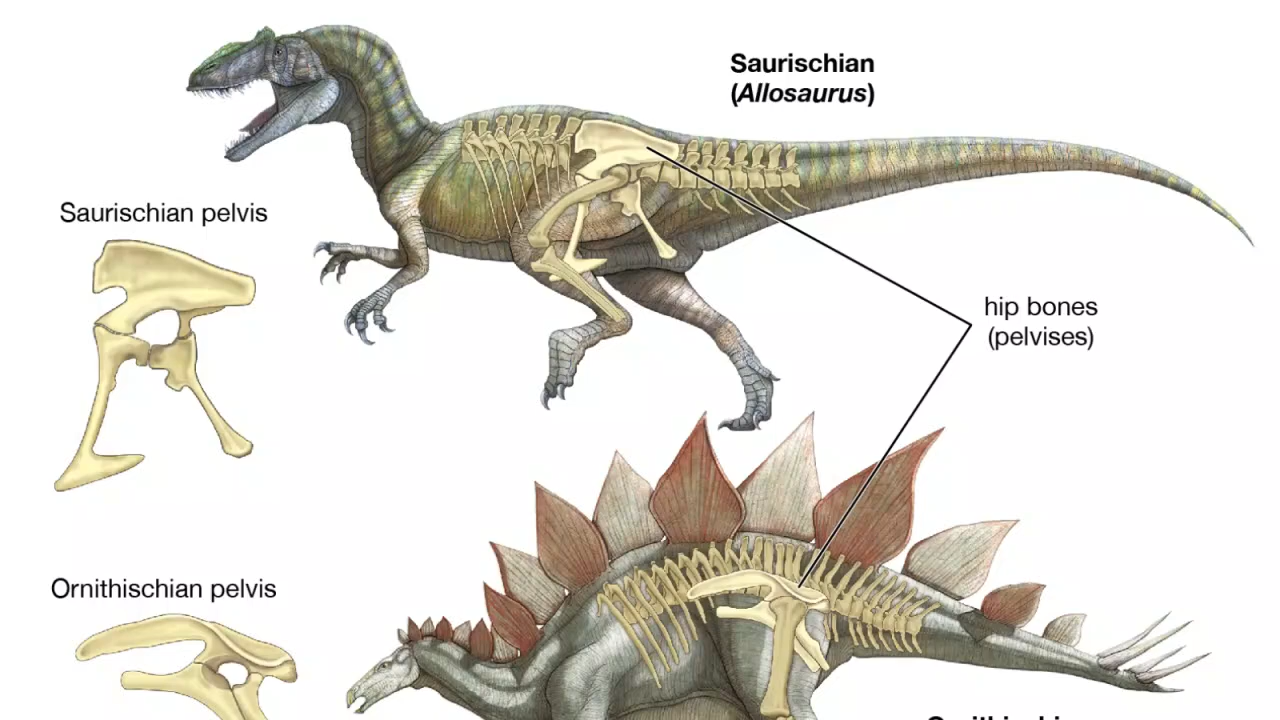 Saurischian
(Allosaurus)
Saurischian pelvis
hip bones
(pelvises)
Ornithischian pelvis